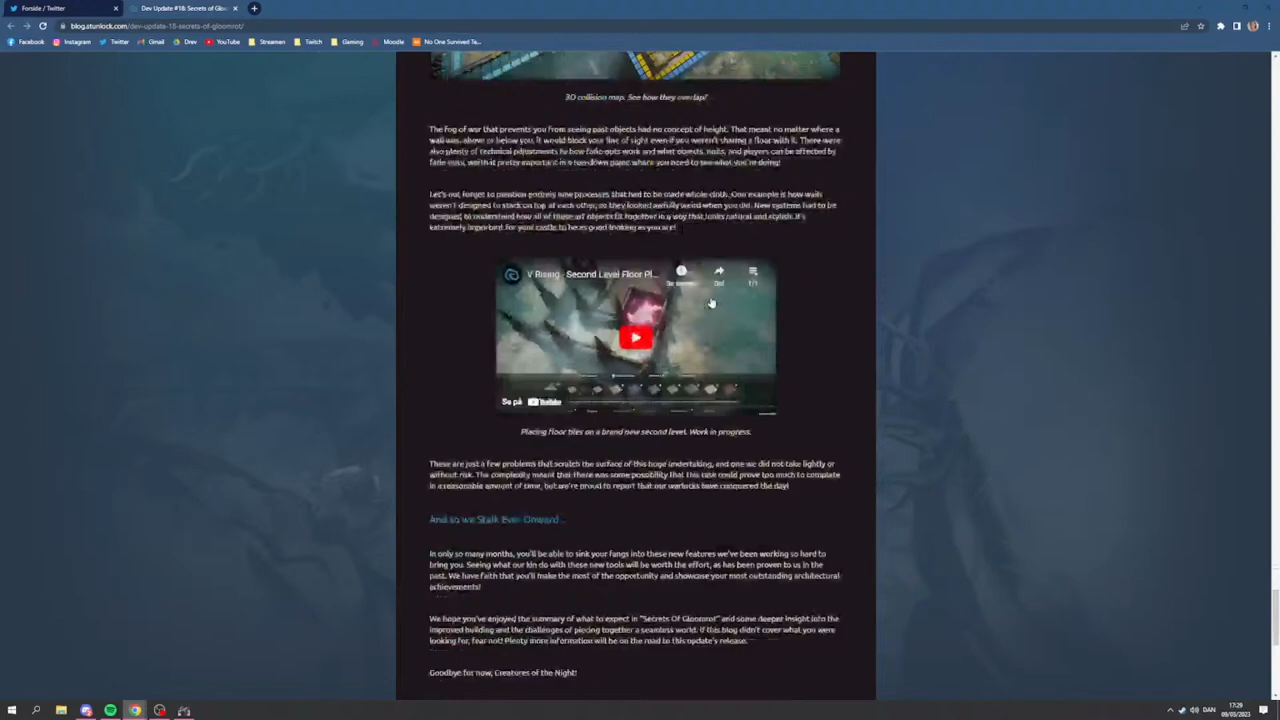 Forside / Twitter
Dev Update #18: Secrets of Gloo
blog.stunlock.com/dev-update-18-secrets-of-gloomrot/
Facebook Instagram Twitter Gmail Drev YouTube Streamen Twitch Gaming Moodle No One Survived Te...
3D collision map. See how they overlap?
The fog of war that prevents you from seeing past objects had no concept of height. That meant no matter where a
wall was, above or below you, it would block your line of sight even if you weren't sharing a floor with it. There were
also plenty of technical adjustments to how fade-outs work and what objects, walls, and players can be affected by
fade-outs, which is pretty important in a top-down game where you need to see what you're doing!
Let's not forget to mention entirely new processes that had to be made whole cloth. One example is how walls
weren't designed to stack on top of each other, so they looked awfully weird when you did. New systems had to be
designed to understand how all of these art objects fit together in a way that looks natural and stylish. It's
extremely important for your castle to be as good looking as you are!
V Rising - Second Level Floor Pl...
Del
1/1
Se på YouTube
Placing floor tiles on a brand new second level. Work in progress.
These are just a few problems that scratch the surface of this huge undertaking, and one we did not take lightly or
without risk. The complexity meant that there was some possibility that this task could prove too much to complete
in a reasonable amount of time, but we're proud to report that our warlocks have conquered the day!
And so we Stalk Ever Onward...
In only so many months, you'll be able to sink your fangs into these new features we've been working so hard to
bring you. Seeing what our kin do with these new tools will be worth the effort, as has been proven to us in the
past. We have faith that you'll make the most of the opportunity and showcase your most outstanding architectural
achievements!
We hope you've enjoyed the summary of what to expect in "Secrets Of Gloomrot" and some deeper insight into the
improved building and the challenges of piecing together a seamless world. If this blog didn't cover what you were
looking for, fear not! Plenty more information will be on the road to this update's release.
Goodbye for now, Creatures of the Night!
DAN
17:29
09/03/2023